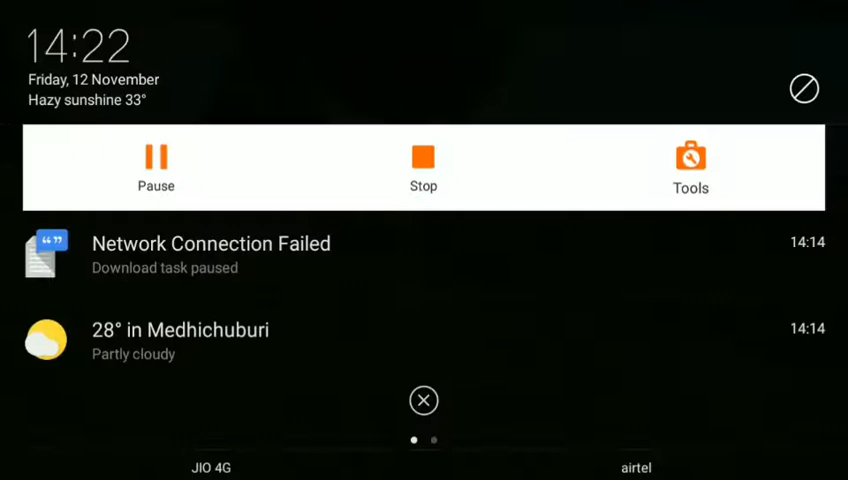 14:22
Friday, 12 November
Hazy sunshine 33°
Pause
Stop
Tools
Network Connection Failed
14:14
Download task paused
28° in Medhichuburi
14:14
Partly cloudy
JIO 4G
airtel